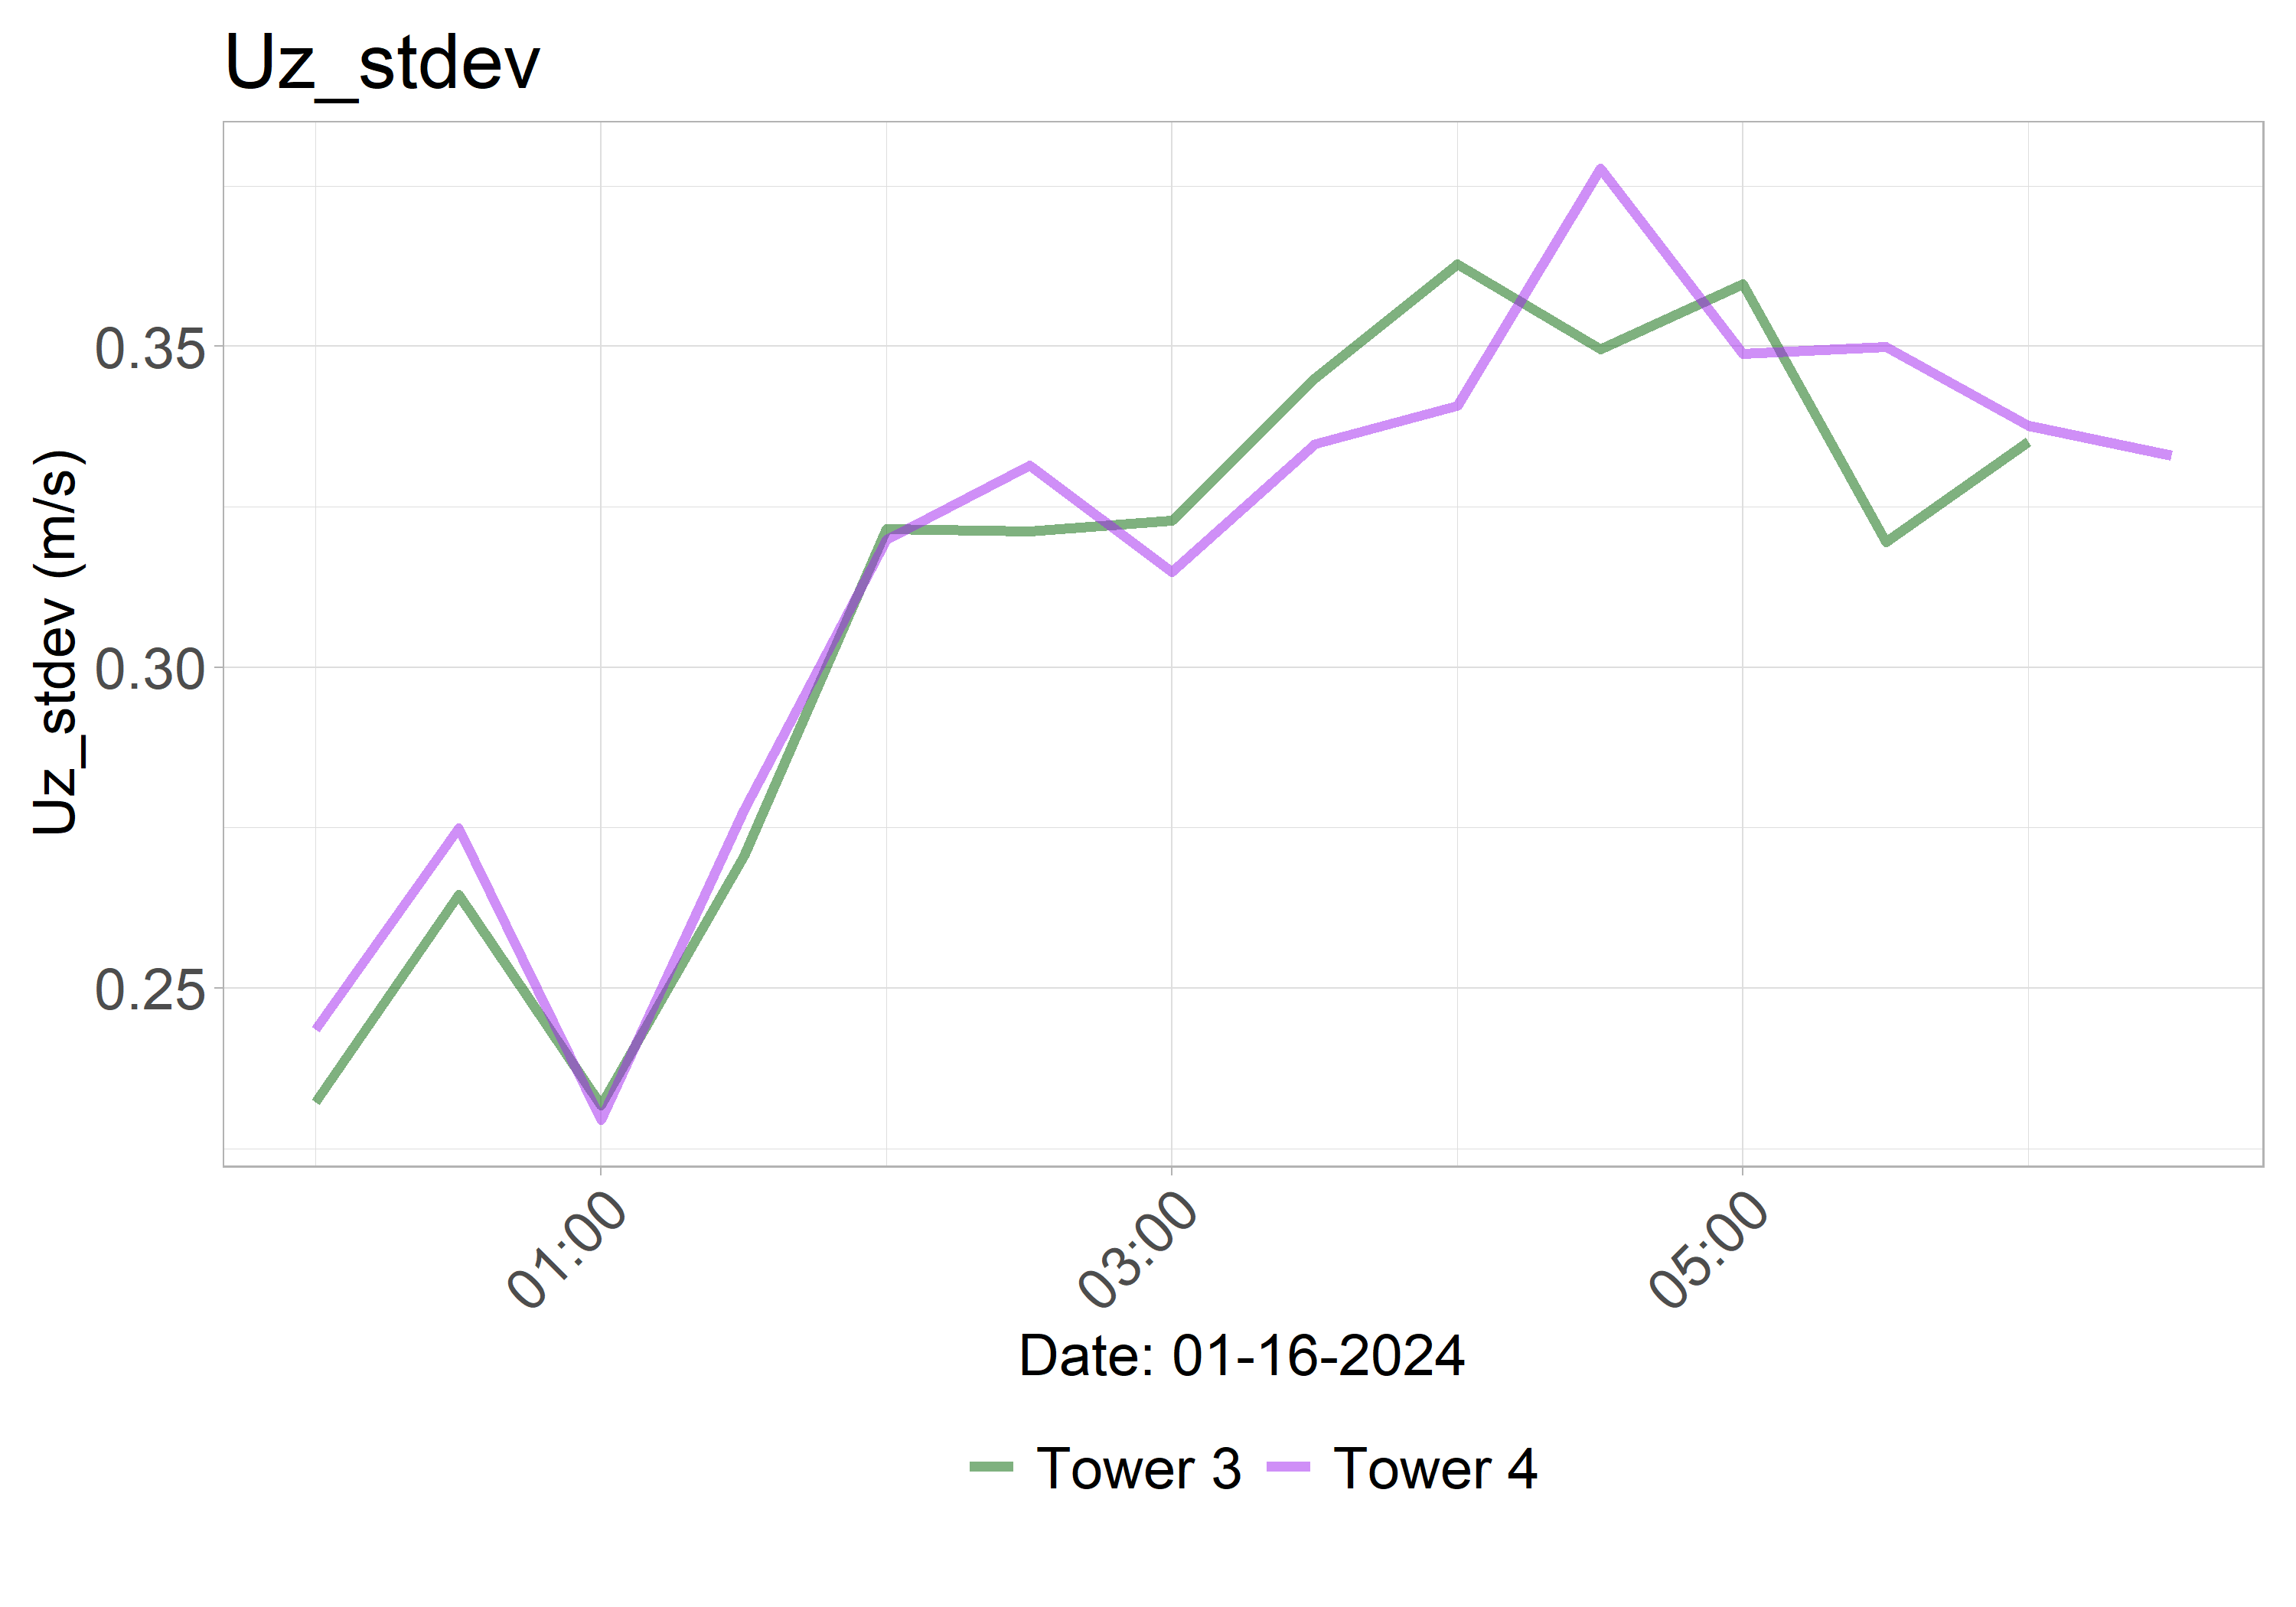 Uz_stdev
Uz_stdev (m/s)
0.35
0.30
0.25
01:00
03:00
05:00
Date: 01-16-2024
Tower 3
Tower 4